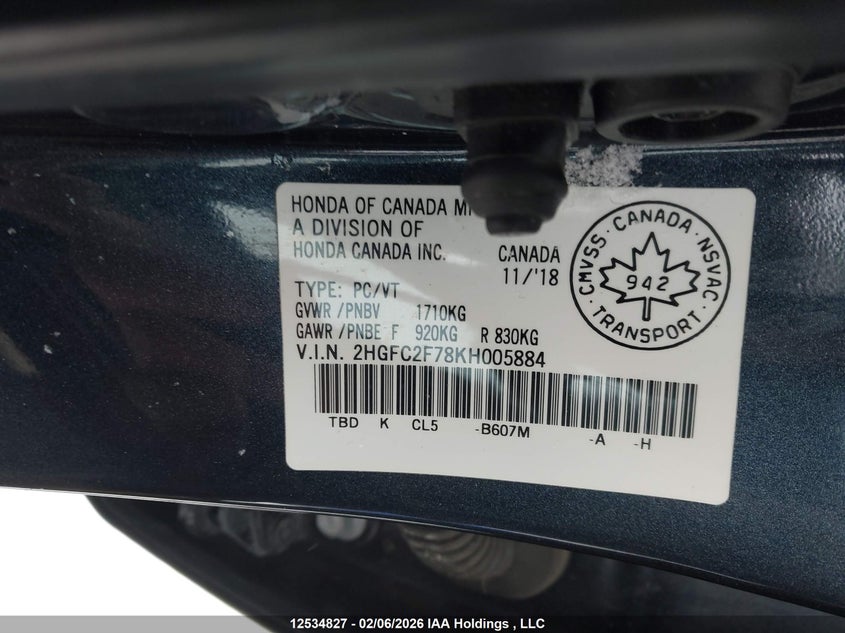 HONDA OF CANADA
A DIVISION OF
HONDA CANADA INC.
CANADA
11/'18
TYPE: PC/VT
GVWR /PNBV 1710KG
GAWR /PNBE F 920KG R 830KG
V.I.N. 2HGFC2F78KH005884
TBD K CL5 -B607M -A -H
CMVSS · CANADA · NSVAC · TRANSPORT ·
942
12534827 - 02/06/2026 IAA Holdings , LLC